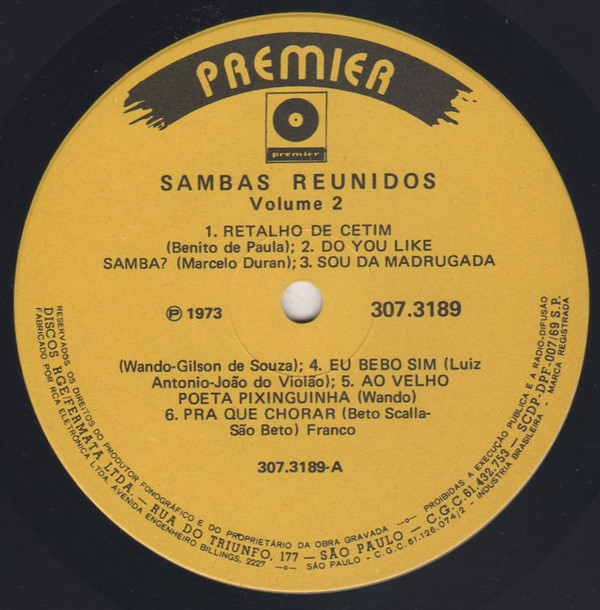 PREMIER
premier
SAMBAS REUNIDOS
Volume 2
1. RETALHO DE CETIM
(Benito de Paula); 2. DO YOU LIKE
SAMBA? (Marcelo Duran); 3. SOU DA MADRUGADA
℗ 1973
307.3189
(Wando-Gilson de Souza); 4. EU BEBO SIM (Luiz
Antonio-João do Violão); 5. AO VELHO
POETA PIXINGUINHA (Wando)
6. PRA QUE CHORAR (Beto Scalla-
São Beto) Franco
307.3189-A
RESERVADOS OS DIREITOS DO PRODUTOR FONOGRÁFICO E DO PROPRIETÁRIO DA OBRA GRAVADA -o- PROIBIDAS A EXECUÇÃO PUBLICA E A RADIO-DIFUSÃO
DISCOS RGE/FERMATA LTDA. — RUA DO TRIUNFO, 177 — SÃO PAULO — C.G.C. 61.432.753 — SCDP-DPF-007/69 S.P.
FABRICADO POR RCA ELETRÔNICA LTDA. AVENIDA ENGENHEIRO BILLINGS, 2227 -o- SÃO PAULO - C.G.C. 61.126.074/2 - INDÚSTRIA BRASILEIRA - MARCA REGISTRADA